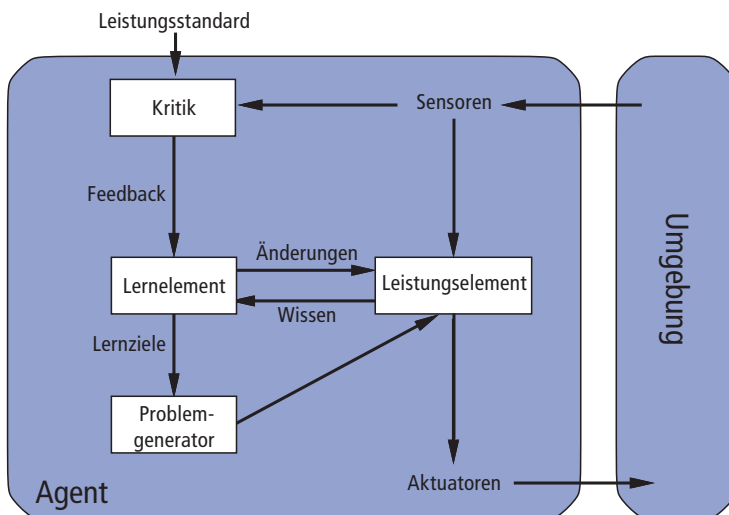 Leistungsstandard
Kritik
Sensoren
Feedback
Änderungen
Lernelement
Leistungselement
Wissen
Lernziele
Problem-
generator
Agent
Aktuatoren
Umgebung